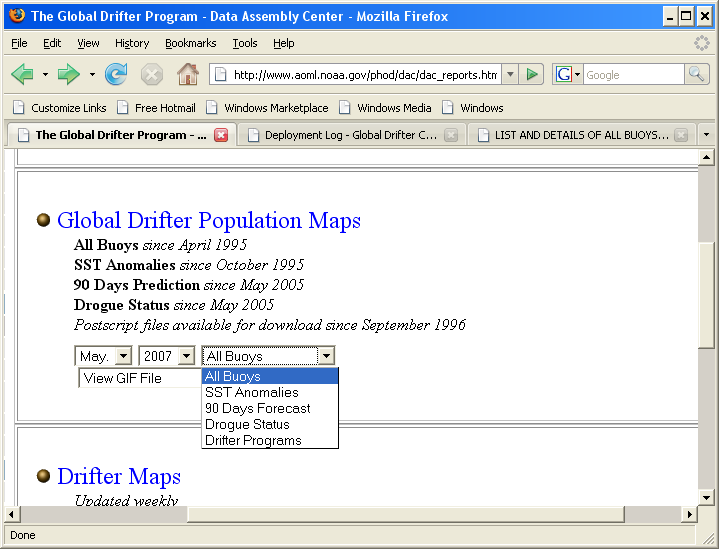 The Global Drifter Program - Data Assembly Center - Mozilla Firefox
File Edit View History Bookmarks Tools Help
http://www.aoml.noaa.gov/phod/dac/dac_reports.htm
G Google
Customize Links Free Hotmail Windows Marketplace Windows Media Windows
The Global Drifter Program - ... Deployment Log - Global Drifter C... LIST AND DETAILS OF ALL BUOYS...
Global Drifter Population Maps
All Buoys since April 1995
SST Anomalies since October 1995
90 Days Prediction since May 2005
Drogue Status since May 2005
Postscript files available for download since September 1996
May. 2007 All Buoys
View GIF File
All Buoys
SST Anomalies
90 Days Forecast
Drogue Status
Drifter Programs
Drifter Maps
Updated weekly
Done